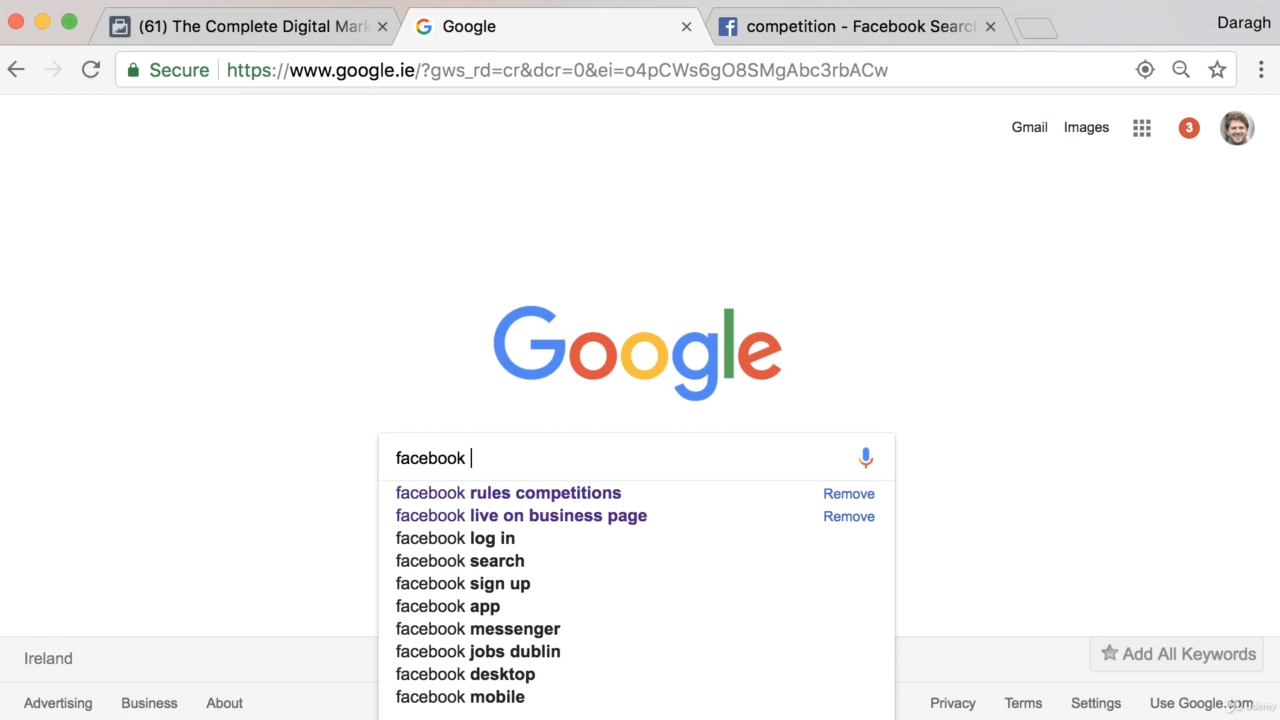 (61) The Complete Digital Mark
Google
competition - Facebook Search
Daragh
Secure https://www.google.ie/?gws_rd=cr&dcr=0&ei=o4pCWs6gO8SMgAbc3rbACw
Gmail Images 3
Google
facebook
facebook rules competitions Remove
facebook live on business page Remove
facebook log in
facebook search
facebook sign up
facebook app
facebook messenger
facebook jobs dublin
facebook desktop
facebook mobile
Ireland
Add All Keywords
Advertising Business About Privacy Terms Settings Use Google.com
udemy